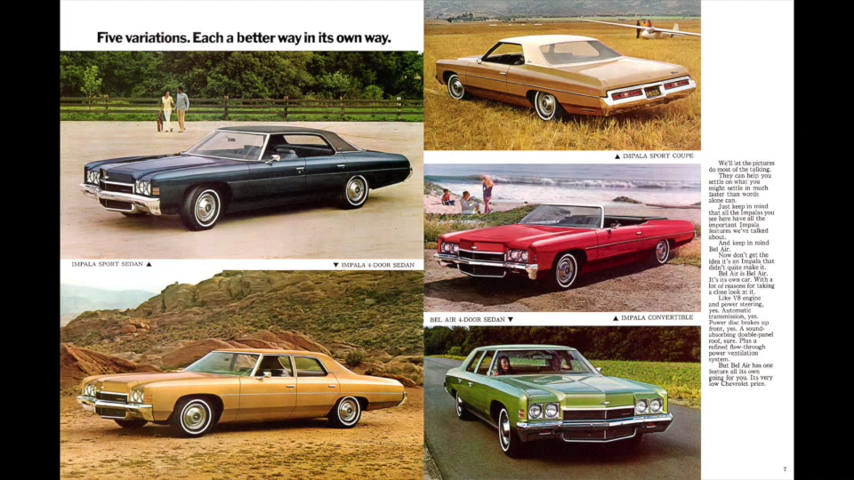 Five variations. Each a better way in its own way.
▲ IMPALA SPORT COUPE
IMPALA SPORT SEDAN ▲
▼ IMPALA 4-DOOR SEDAN
BEL AIR 4-DOOR SEDAN ▼
▲ IMPALA CONVERTIBLE
We'll let the pictures
do most of the talking.
They can help you
settle on what you
might settle in much
faster than words
alone can.
Just keep in mind
that all the Impalas you
see here have all the
important Impala
features we've talked
about.
And keep in mind
Bel Air.
Now don't get the
idea it's an Impala that
didn't quite make it.
Bel Air is Bel Air.
It's its own car. With a
lot of reasons for taking
a close look at it.
Like V8 engine
and power steering,
yes. Automatic
transmission, yes.
Power disc brakes up
front, yes. A sound-
absorbing double-panel
roof, sure. Plus a
refined flow-through
power ventilation
system.
But Bel Air has one
feature all its own
going for you. Its very
low Chevrolet price.
7